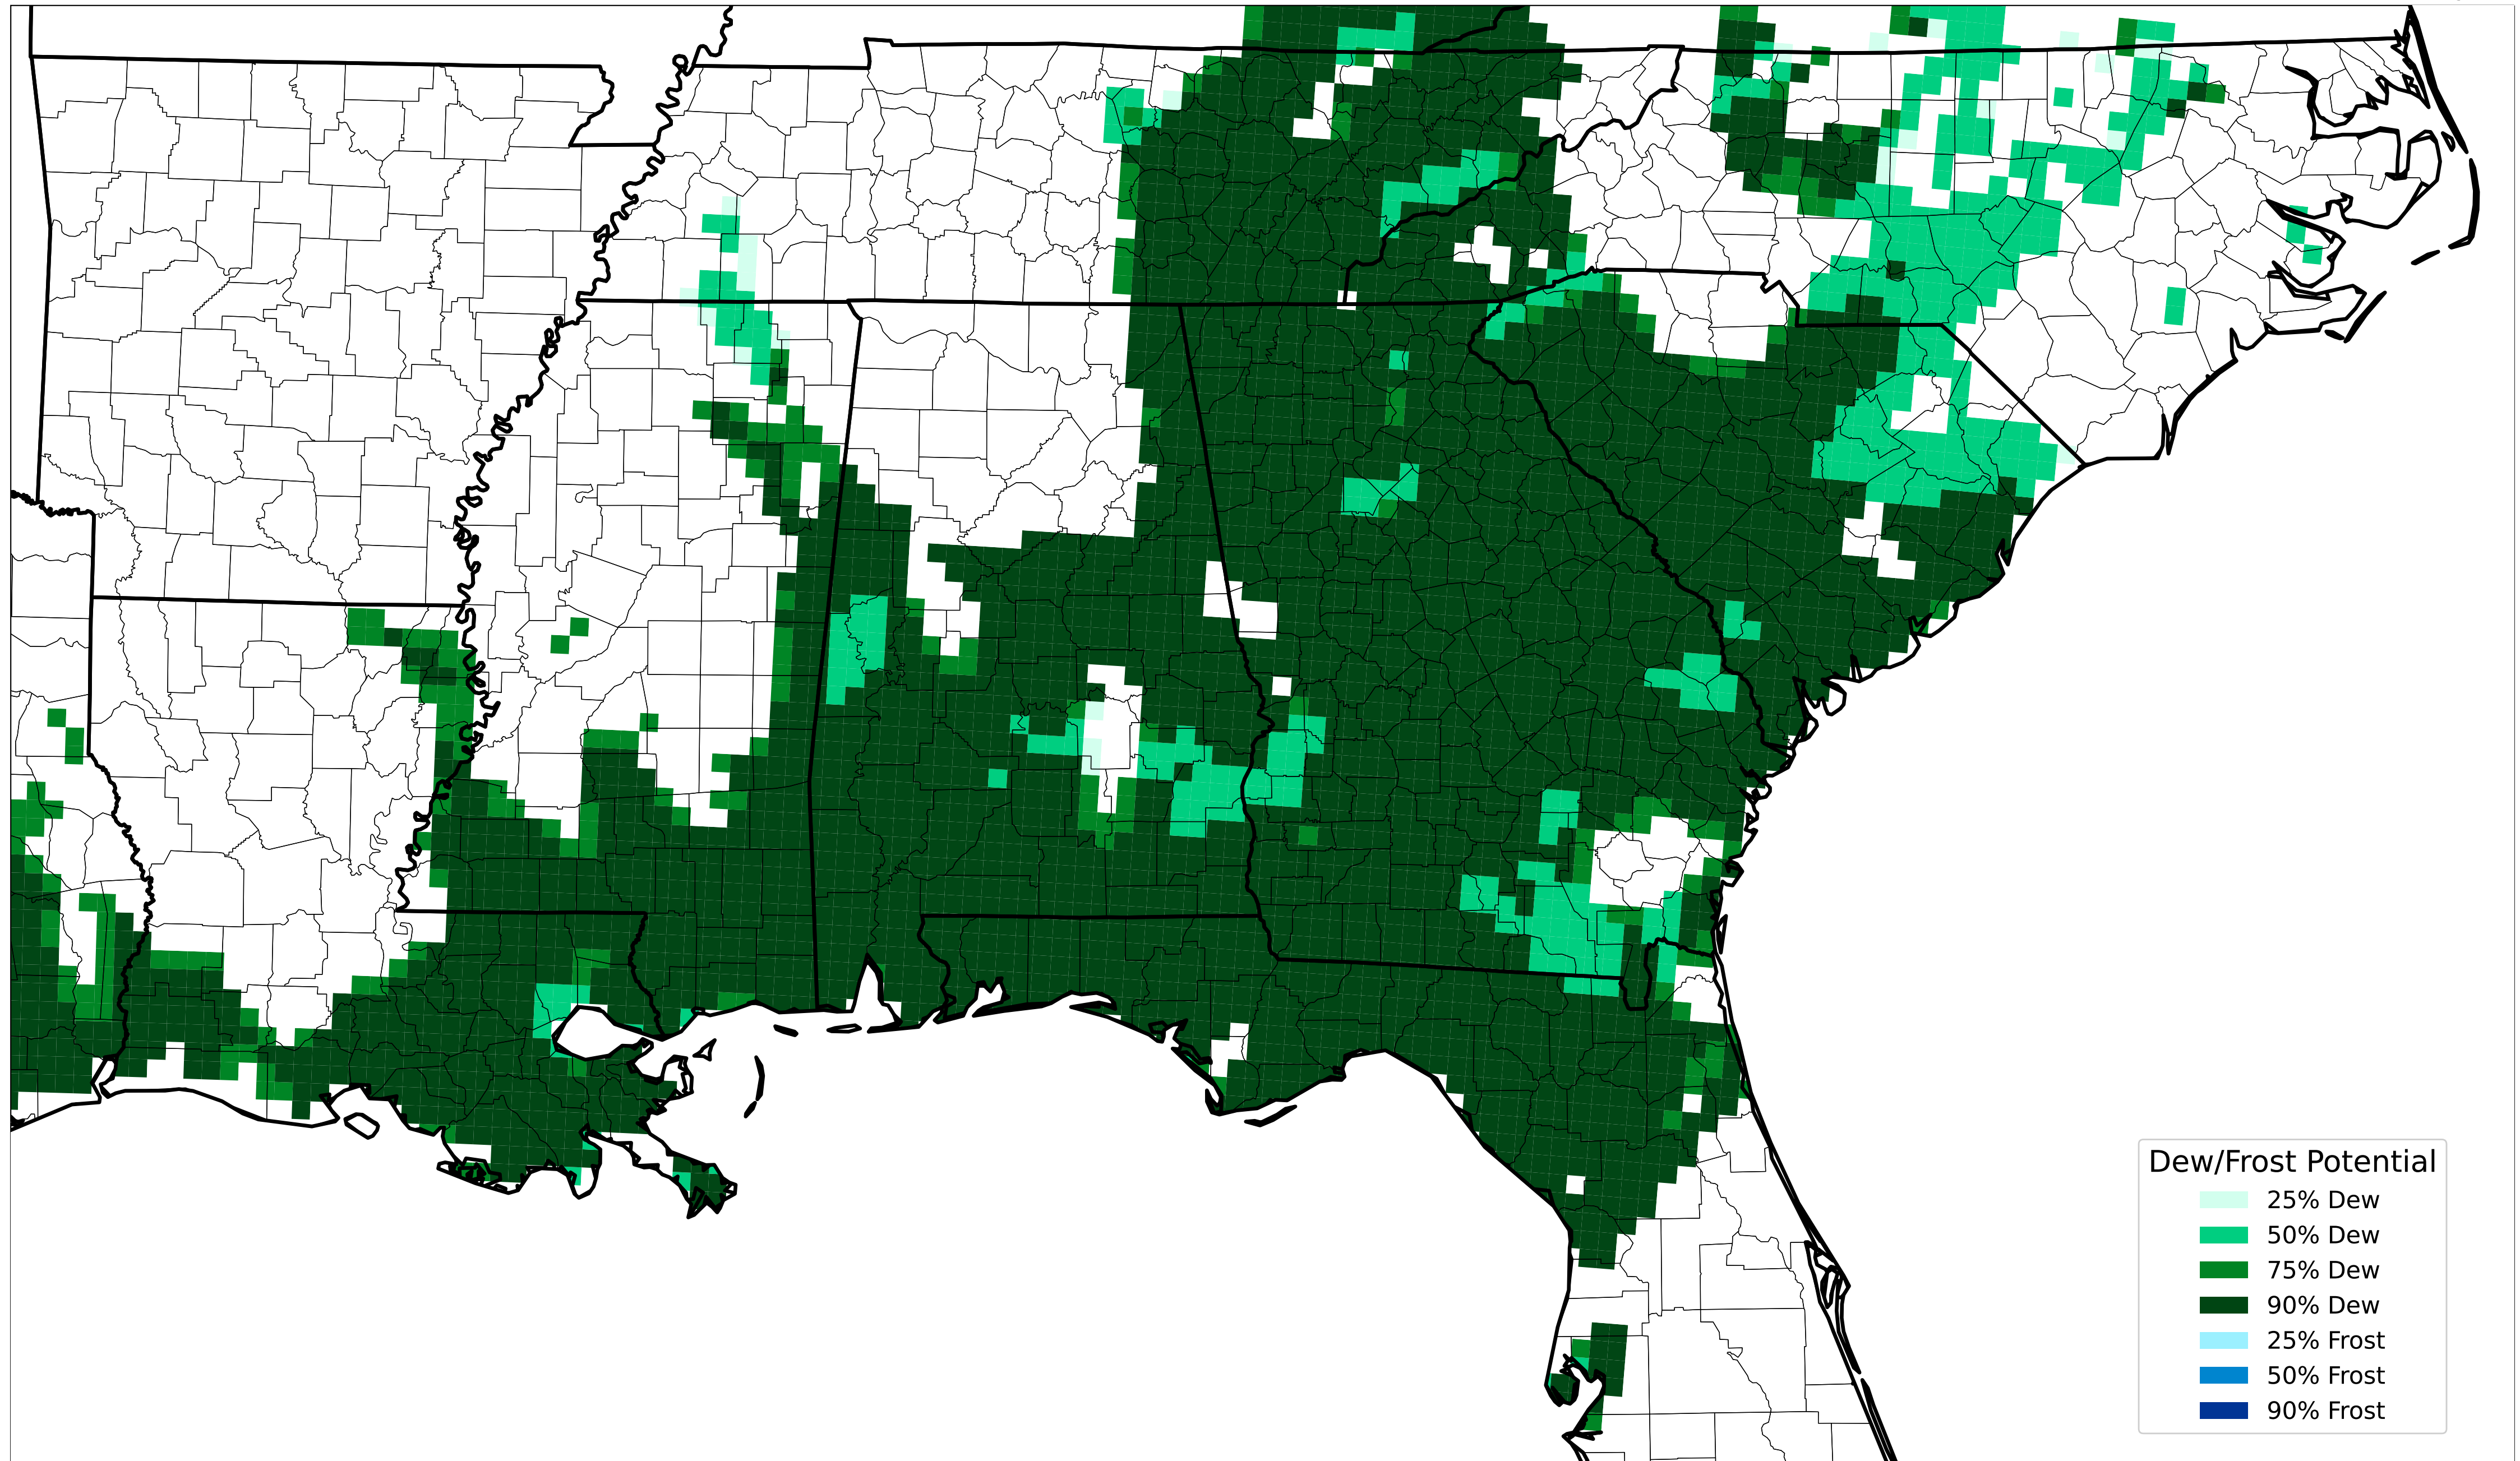 Dew/Frost Potential
25% Dew
50% Dew
75% Dew
90% Dew
25% Frost
50% Frost
90% Frost